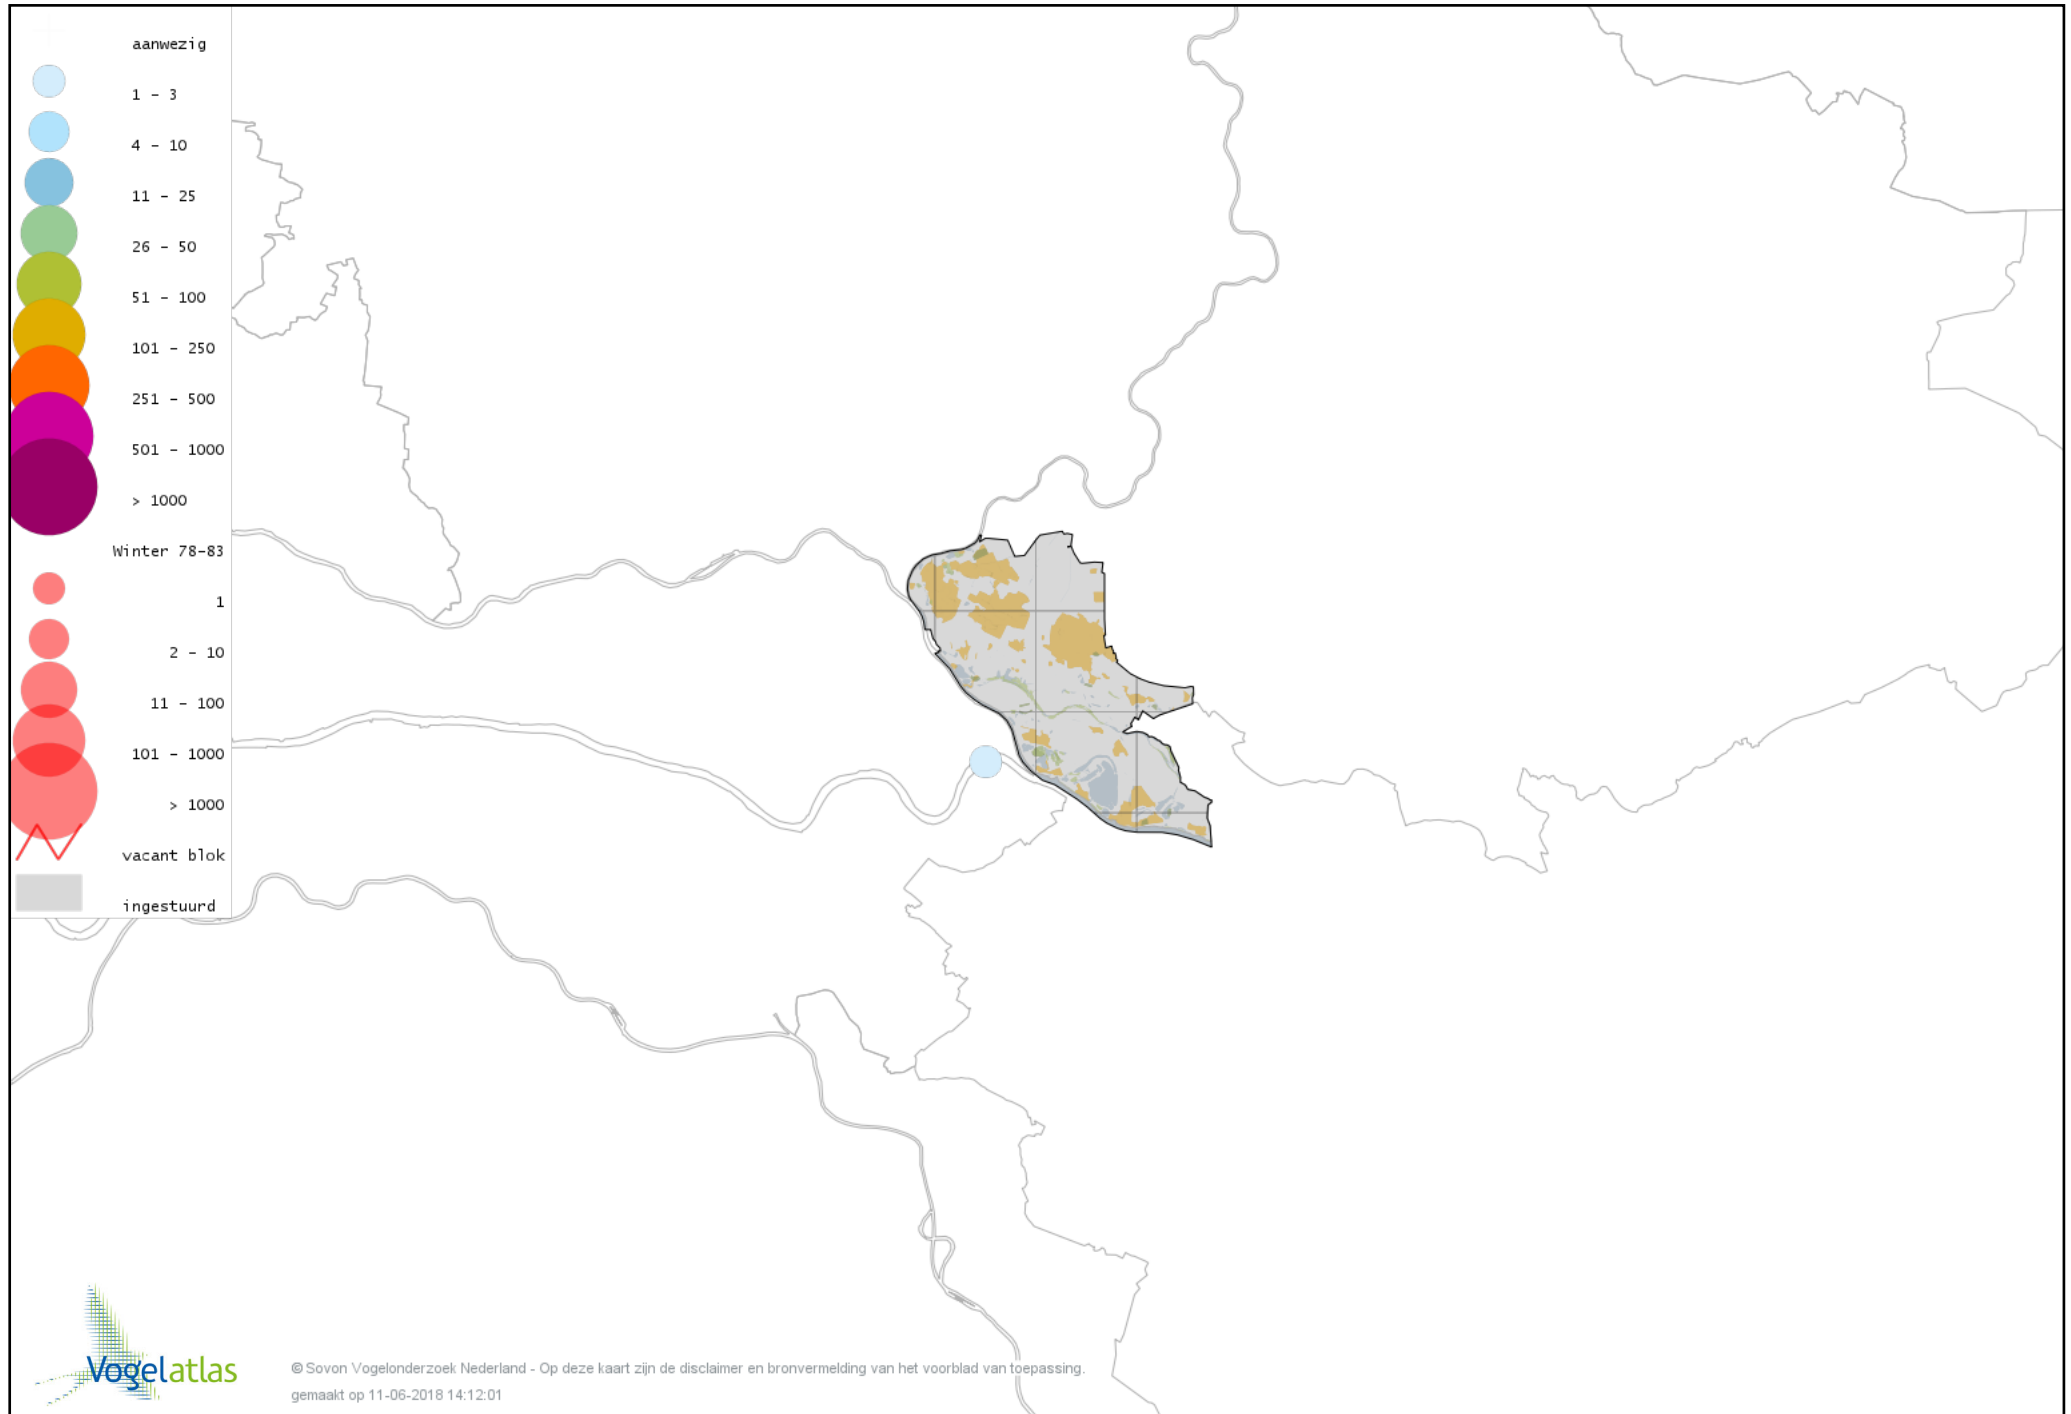 aanwezig
1 - 3
4 - 10
11 - 25
26 - 50
51 - 100
101 - 250
251 - 500
501 - 1000
> 1000
Winter 78-83
1
2 - 10
11 - 100
101 - 1000
> 1000
vacant blok
ingestuurd
Vogelatlas
© Sovon Vogelonderzoek Nederland - Op deze kaart zijn de disclaimer en bronvermelding van het voorblad van toepassing.
gemaakt op 11-06-2018 14:12:01